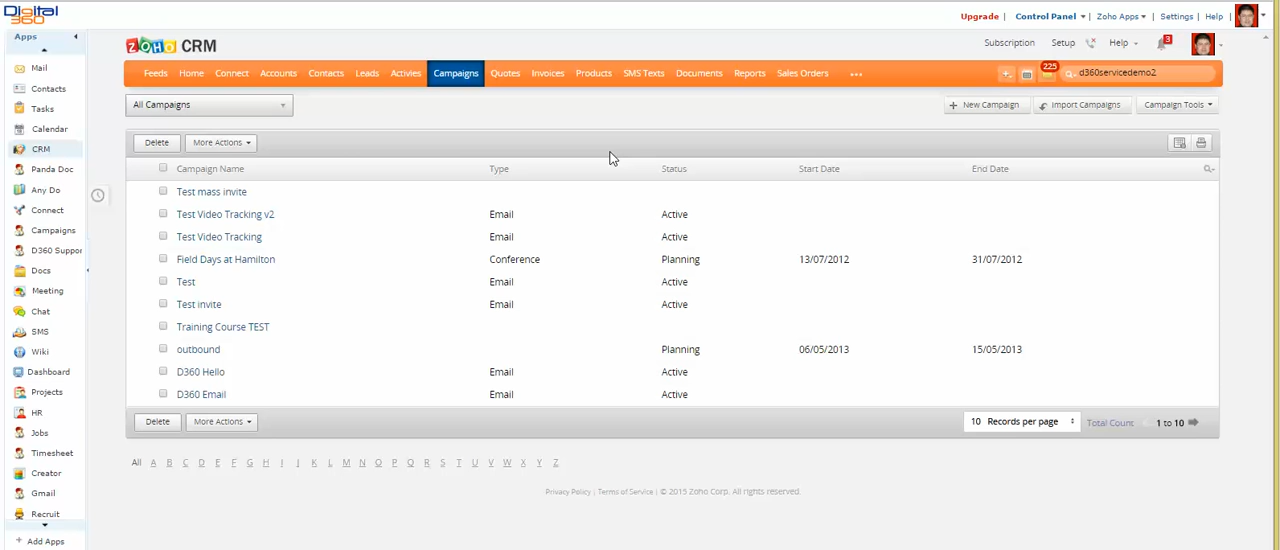 Digital
360
Upgrade | Control Panel | Zoho Apps | Settings | Help |
Apps
ZOHO CRM
Subscription Setup Help 3
Feeds Home Connect Accounts Contacts Leads Activies Campaigns Quotes Invoices Products SMS Texts Documents Reports Sales Orders ••• 225 d360servicedemo2
All Campaigns
New Campaign Import Campaigns Campaign Tools
Delete More Actions
Campaign Name Type Status Start Date End Date
Test mass invite
Test Video Tracking v2 Email Active
Test Video Tracking Email Active
Field Days at Hamilton Conference Planning 13/07/2012 31/07/2012
Test Email Active
Test invite Email Active
Training Course TEST
outbound Planning 06/05/2013 15/05/2013
D360 Hello Email Active
D360 Email Email Active
Delete More Actions 10 Records per page Total Count 1 to 10
All A B C D E F G H I J K L M N O P Q R S T U V W X Y Z
Privacy Policy | Terms of Service | © 2015 Zoho Corp. All rights reserved.
Mail
Contacts
Tasks
Calendar
CRM
Panda Doc
Any Do
Connect
Campaigns
D360 Suppor
Docs
Meeting
Chat
SMS
Wiki
Dashboard
Projects
HR
Jobs
Timesheet
Creator
Gmail
Recruit
+ Add Apps